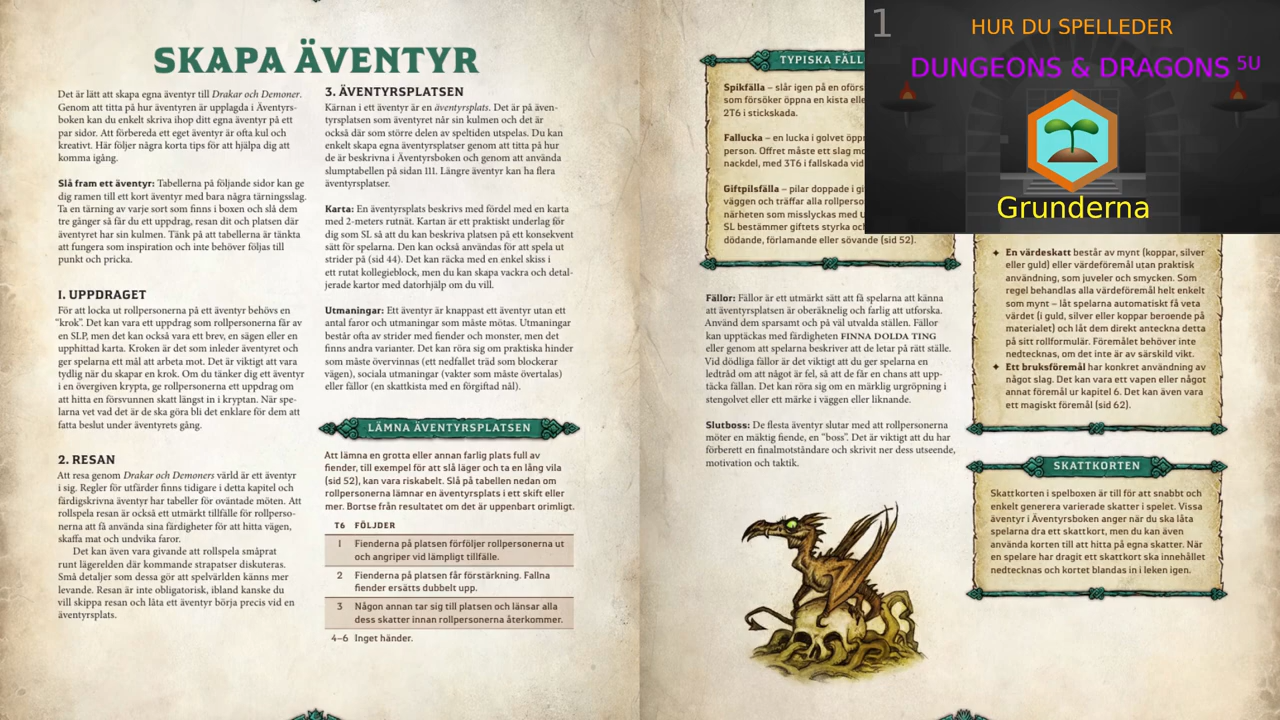 SKAPA ÄVENTYR
Det är lätt att skapa egna äventyr till Drakar och Demoner.
Genom att titta på hur äventyren är upplagda i Äventyrs-
boken kan du enkelt skriva ihop ditt egna äventyr på ett
par sidor. Att förbereda ett eget äventyr är ofta kul och
kreativt. Här följer några korta tips för att hjälpa dig att
komma igång.
Slå fram ett äventyr: Tabellerna på följande sidor kan ge
dig ramen till ett kort äventyr med bara några tärningsslag.
Ta en tärning av varje sort som finns i boxen och slå dem
tre gånger så får du ett uppdrag, resan dit och platsen där
äventyret har sin kulmen. Tänk på att tabellerna är tänkta
att fungera som inspiration och inte behöver följas till
punkt och pricka.
1. UPPDRAGET
För att locka ut rollpersonerna på ett äventyr behövs en
"krok". Det kan vara ett uppdrag som rollpersonerna får av
en SLP, men det kan också vara ett brev, en sägen eller en
upphittad karta. Kroken är det som inleder äventyret och
ger spelarna ett mål att arbeta mot. Det är viktigt att vara
tydlig när du skapar en krok. Om du tänker dig ett äventyr
i en övergiven krypta, ge rollpersonerna ett uppdrag om
att hitta en försvunnen skatt längst in i kryptan. När spe-
larna vet vad det är de ska göra bli det enklare för dem att
fatta beslut under äventyrets gång.
2. RESAN
Att resa genom Drakar och Demoners värld är ett äventyr
i sig. Regler för utfärder finns tidigare i detta kapitel och
färdigskrivna äventyr har tabeller för oväntade möten. Att
rollspela resan är också ett utmärkt tillfälle för rollperso-
nerna att få använda sina färdigheter för att hitta vägen,
skaffa mat och undvika faror.
Det kan även vara givande att rollspela småprat
runt lägerelden där kommande strapatser diskuteras.
Små detaljer som dessa gör att spelvärlden känns mer
levande. Resan är inte obligatorisk, ibland kanske du
vill skippa resan och låta ett äventyr börja precis vid en
äventyrsplats.
3. ÄVENTYRSPLATSEN
Kärnan i ett äventyr är en äventyrsplats. Det är på även-
tyrsplatsen som äventyret når sin kulmen och det är
också där som större delen av speltiden utspelas. Du kan
enkelt skapa egna äventyrsplatser genom att titta på hur
de är beskrivna i Äventyrsboken och genom att använda
slumptabellen på sidan 111. Längre äventyr kan ha flera
äventyrsplatser.
Karta: En äventyrsplats beskrivs med fördel med en karta
med 2-meters rutnät. Kartan är ett praktiskt underlag för
dig som SL så att du kan beskriva platsen på ett konsekvent
sätt för spelarna. Den kan också användas för att spela ut
strider på (sid 44). Det kan räcka med en enkel skiss i
ett rutat kollegieblock, men du kan skapa vackra och detal-
jerade kartor med datorhjälp om du vill.
Utmaningar: Ett äventyr är knappast ett äventyr utan ett
antal faror och utmaningar som måste mötas. Utmaningar
består ofta av strider med fiender och monster, men det
finns andra varianter. Det kan röra sig om praktiska hinder
som måste övervinnas (ett nedfallet träd som blockerar
vägen), sociala utmaningar (vakter som måste övertalas)
eller fällor (en skattkista med en förgiftad nål).
LÄMNA ÄVENTYRSPLATSEN
Att lämna en grotta eller annan farlig plats full av
fiender, till exempel för att slå läger och ta en lång vila
(sid 52), kan vara riskabelt. Slå på tabellen nedan om
rollpersonerna lämnar en äventyrsplats i ett skift eller
mer. Bortse från resultatet om det är uppenbart orimligt.
T6 FÖLJDER
1 Fienderna på platsen förföljer rollpersonerna ut
och angriper vid lämpligt tillfälle.
2 Fienderna på platsen får förstärkning. Fallna
fiender ersätts dubbelt upp.
3 Någon annan tar sig till platsen och länsar alla
dess skatter innan rollpersonerna återkommer.
4–6 Inget händer.
TYPISKA FÄLL
Spikfälla – slår igen på en oförs
som försöker öppna en kista elle
2T6 i stickskada.
Fallucka – en lucka i golvet öpp
person. Offret måste ett slag mo
nackdel, med 3T6 i fallskada vid
Giftpilsfälla – pilar doppade i gi
väggen och träffar alla rollperson
närheten som misslyckas med U
SL bestämmer giftets styrka och
dödande, förlamande eller sövande (sid 52).
Fällor: Fällor är ett utmärkt sätt att få spelarna att känna
att äventyrsplatsen är oberäknelig och farlig att utforska.
Använd dem sparsamt och på väl utvalda ställen. Fällor
kan upptäckas med färdigheten FINNA DOLDA TING
eller genom att spelarna beskriver att de letar på rätt ställe.
Vid dödliga fällor är det viktigt att du ger spelarna en
ledtråd om att något är fel, så att de får en chans att upp-
täcka fällan. Det kan röra sig om en märklig urgröpning i
stengolvet eller ett märke i väggen eller liknande.
Slutboss: De flesta äventyr slutar med att rollpersonerna
möter en mäktig fiende, en "boss". Det är viktigt att du har
förberett en finalmotståndare och skrivit ner dess utseende,
motivation och taktik.
1
HUR DU SPELLEDER
DUNGEONS & DRAGONS 5U
Grunderna
✦ En värdeskatt består av mynt (koppar, silver
eller guld) eller värdeföremål utan praktisk
användning, som juveler och smycken. Som
regel behandlas alla värdeföremål helt enkelt
som mynt – låt spelarna automatiskt få veta
värdet (i guld, silver eller koppar beroende på
materialet) och låt dem direkt anteckna detta
på sitt rollformulär. Föremålet behöver inte
nedtecknas, om det inte är av särskild vikt.
✦ Ett bruksföremål har konkret användning av
något slag. Det kan vara ett vapen eller något
annat föremål ur kapitel 6. Det kan även vara
ett magiskt föremål (sid 62).
SKATTKORTEN
Skattkorten i spelboxen är till för att snabbt och
enkelt generera varierade skatter i spelet. Vissa
äventyr i Äventyrsboken anger när du ska låta
spelarna dra ett skattkort, men du kan även
använda korten till att hitta på egna skatter. När
en spelare har dragit ett skattkort ska innehållet
nedtecknas och kortet blandas in i leken igen.